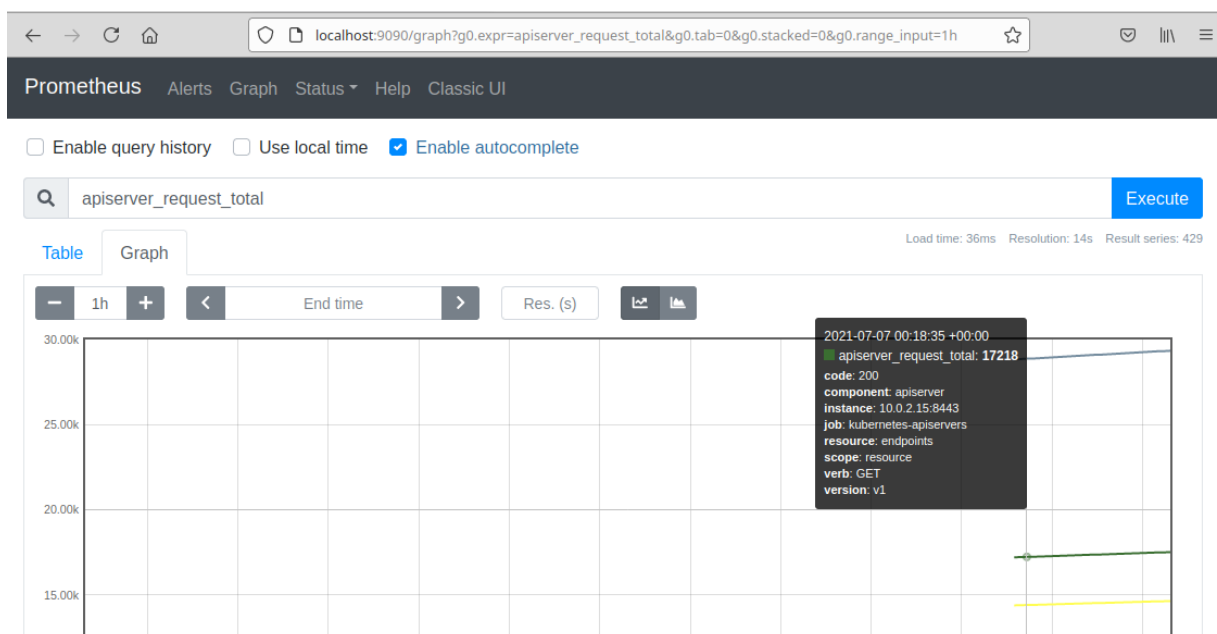 localhost:9090/graph?g0.expr=apiserver_request_total&g0.tab=0&g0.stacked=0&g0.range_input=1h
Prometheus Alerts Graph Status Help Classic UI
Enable query history Use local time Enable autocomplete
apiserver_request_total Execute
Load time: 36ms Resolution: 14s Result series: 429
Table Graph
− 1h + End time Res. (s)
30.00k
25.00k
20.00k
15.00k
2021-07-07 00:18:35 +00:00
apiserver_request_total: 17218
code: 200
component: apiserver
instance: 10.0.2.15:8443
job: kubernetes-apiservers
resource: endpoints
scope: resource
verb: GET
version: v1